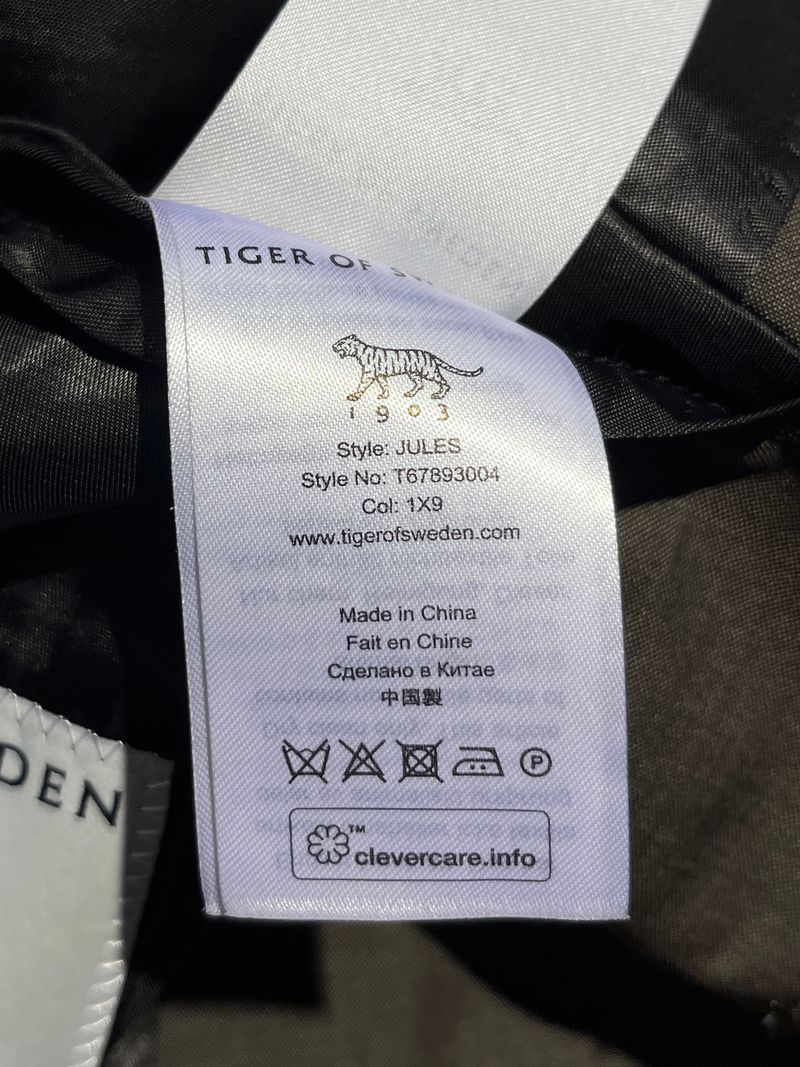 TIGER OF
1903
Style: JULES
Style No: T67893004
Col: 1X9
www.tigerofsweden.com
Made in China
Fait en Chine
Сделано в Китае
中国製
P
™
clevercare.info
DEN